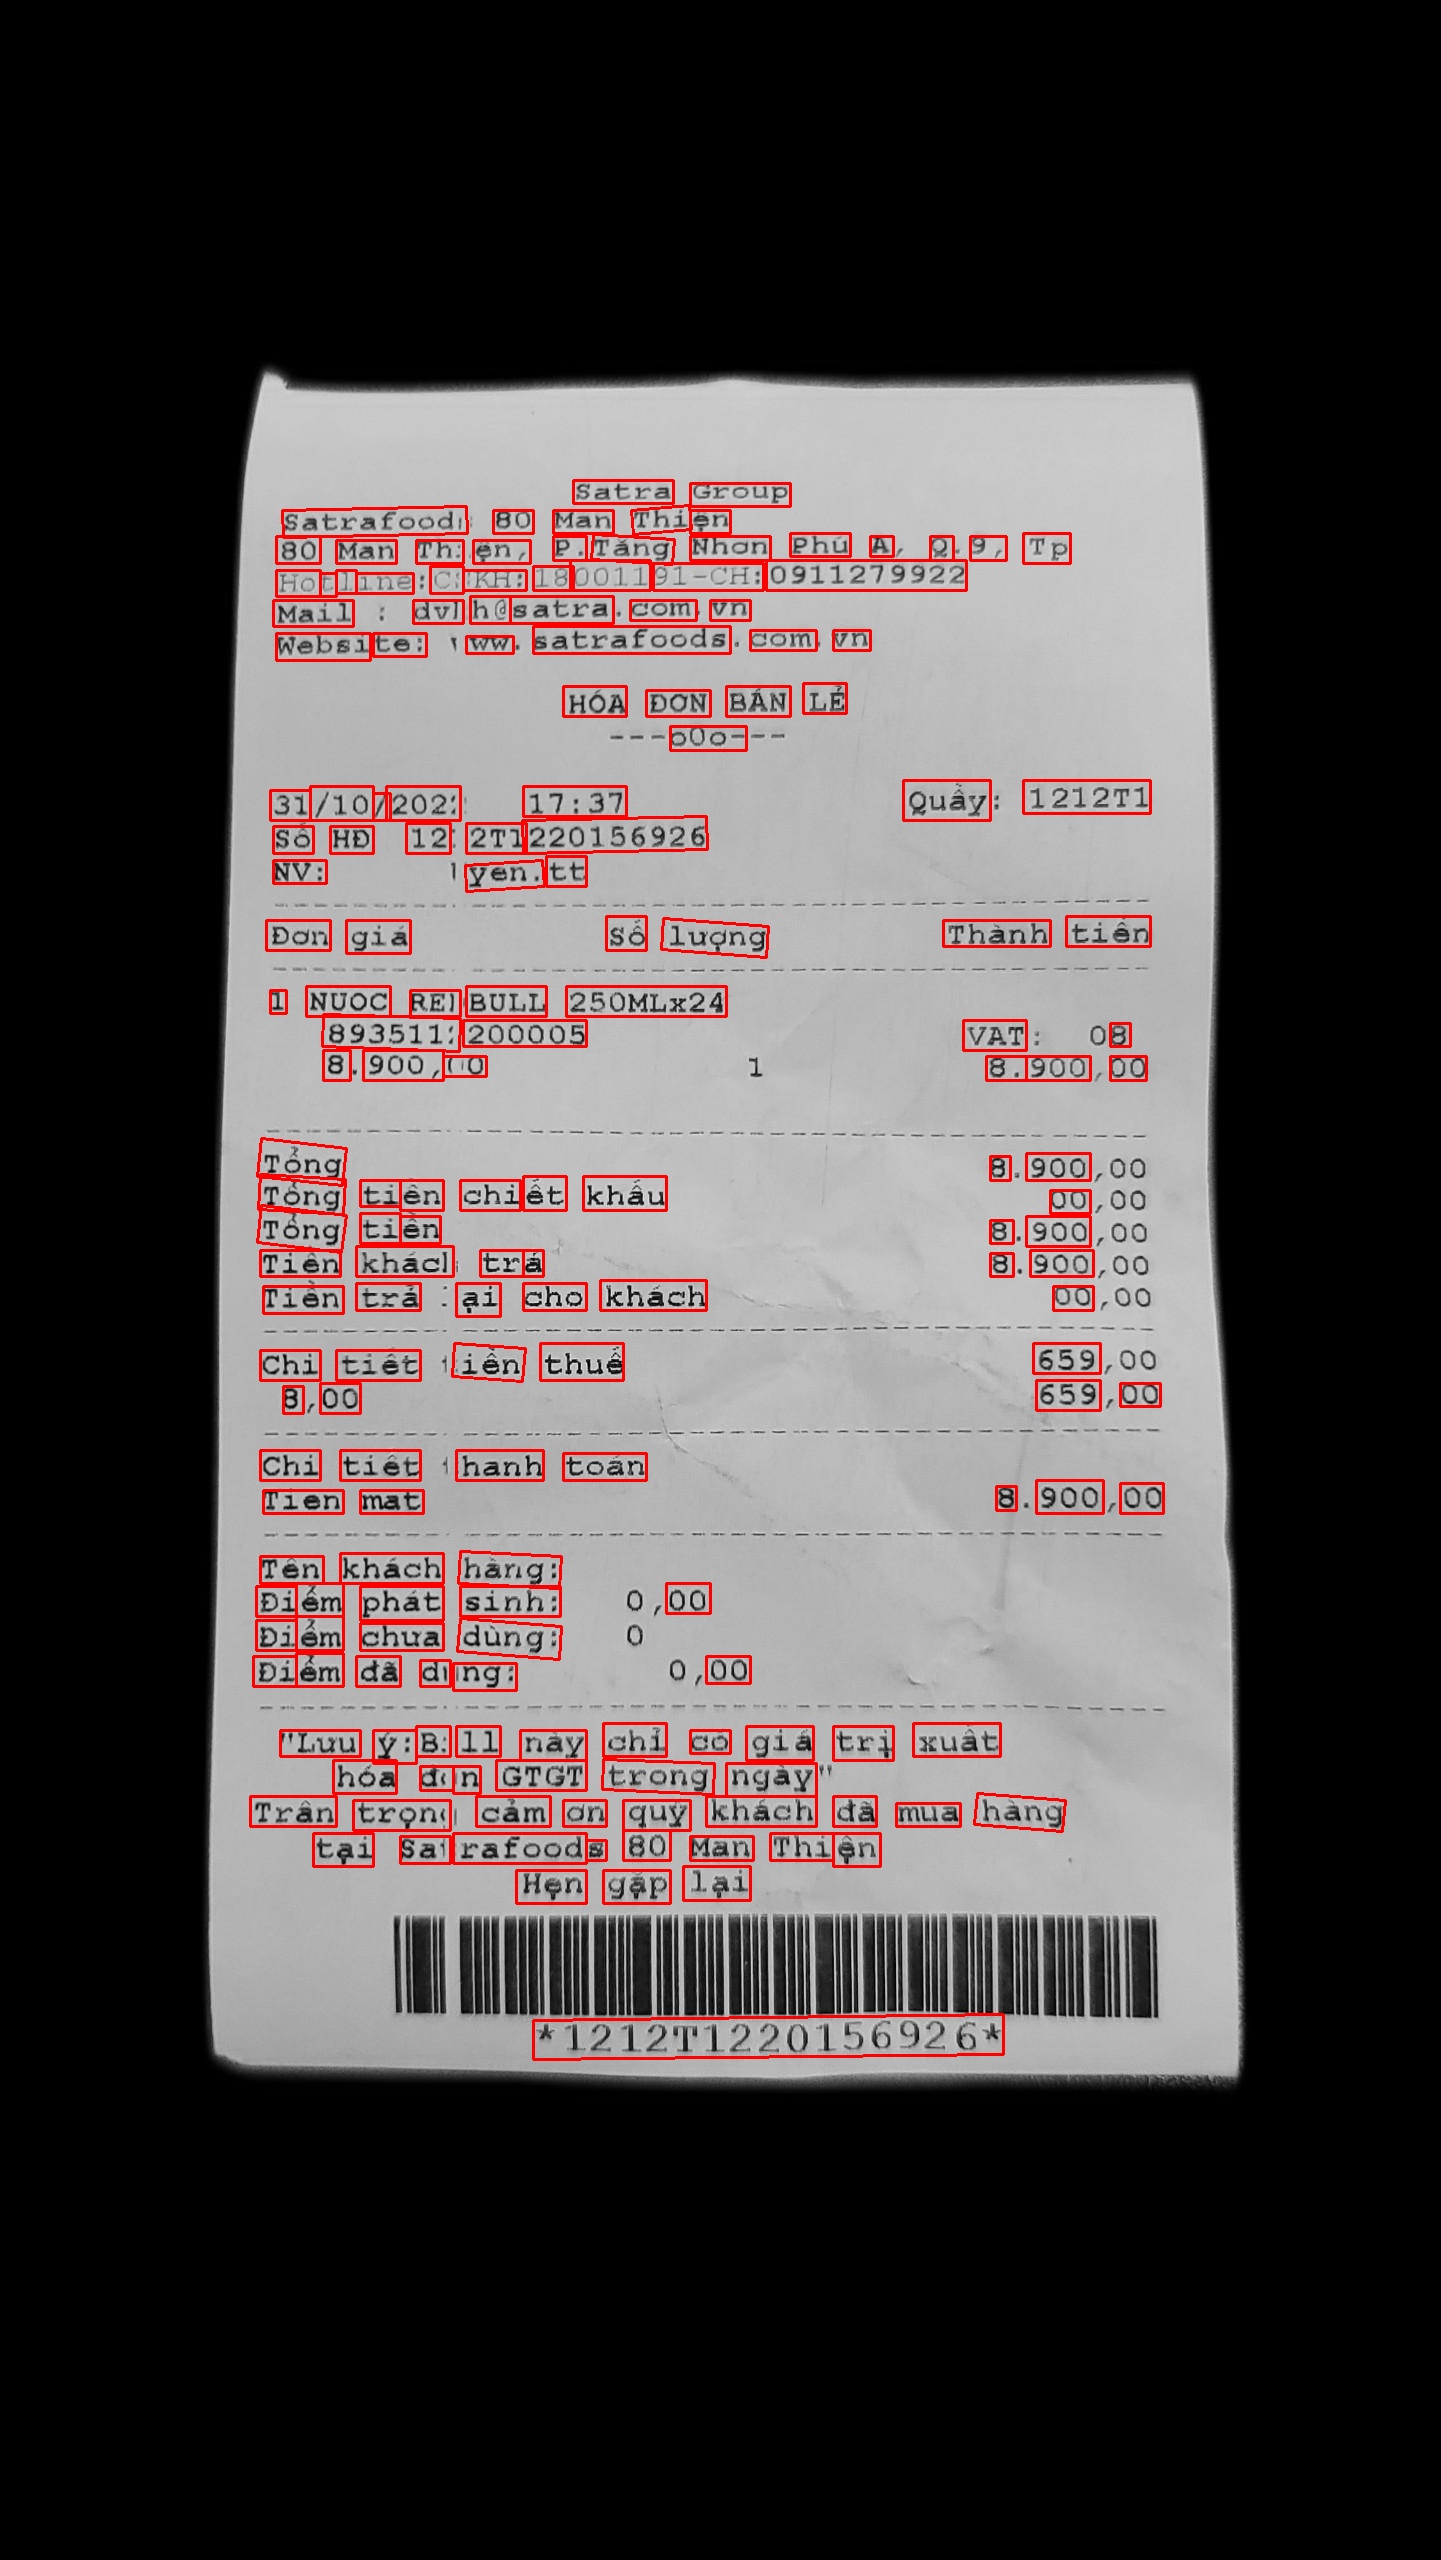 Satra Group
Satrafood 80 Man Thiện
80 Man Thiện, P.Tăng Nhơn Phú A, Q.9, Tp
Hotline:CSKH:18001191-CH:0911279922
Mail : h@satra.com.vn
Website: ww.satrafoods.com.vn
HÓA ĐƠN BÁN LẺ
---oOo---
31/10/202 17:37 Quầy: 1212T1
Số HĐ 1212T1220156926
NV: yen.tt
Đơn giá Số lượng Thành tiền
1 NUOC RE BULL 250MLx24
893511 200005 VAT: 08
8.900,00 1 8.900,00
Tổng 8.900,00
Tổng tiền chiết khấu 00,00
Tổng tiền 8.900,00
Tiền khách trả 8.900,00
Tiền trả lại cho khách 00,00
Chi tiết tiền thuế 659,00
8,00 659,00
Chi tiết thanh toán
Tien mat 8.900,00
Tên khách hàng:
Điểm phát sinh: 0,00
Điểm chưa dùng: 0
Điểm đã dùng: 0,00
"Lưu ý:Bill này chỉ có giá trị xuất
hóa đơn GTGT trong ngày"
Trân trọng cảm ơn quý khách đã mua hàng
tại Satrafoods 80 Man Thiện
Hẹn gặp lại
*1212T1220156926*